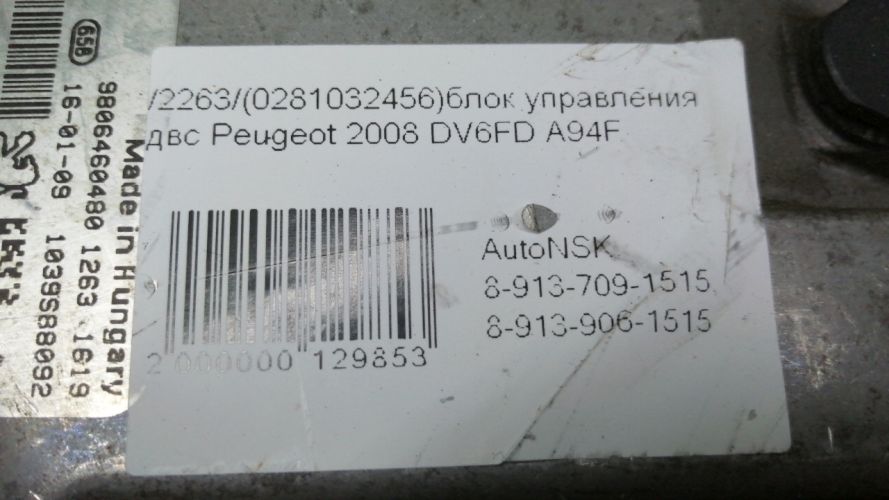 /2263/(0281032456)блок управления
двс Peugeot 2008 DV6FD A94F
AutoNSK
8-913-709-1515
8-913-906-1515
2 000000 129853
656
9806460480 1263 1619
16-01-09 1039S88092
Made in Hungary